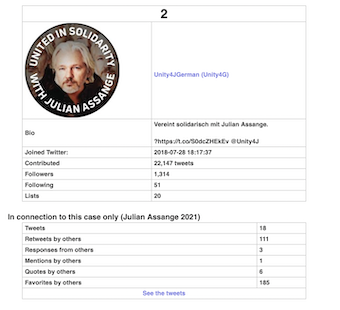 2
UNITED IN SOLIDARITY
WITH JULIAN ASSANGE
Unity4JGerman (Unity4G)
Bio
Vereint solidarisch mit Julian Assange.
?https://t.co/S0dcZHEkEv @Unity4J
Joined Twitter: 2018-07-28 18:17:37
Contributed 22,147 tweets
Followers 1,314
Following 51
Lists 20
In connection to this case only (Julian Assange 2021)
Tweets 18
Retweets by others 111
Responses from others 3
Mentions by others 1
Quotes by others 6
Favorites by others 185
See the tweets